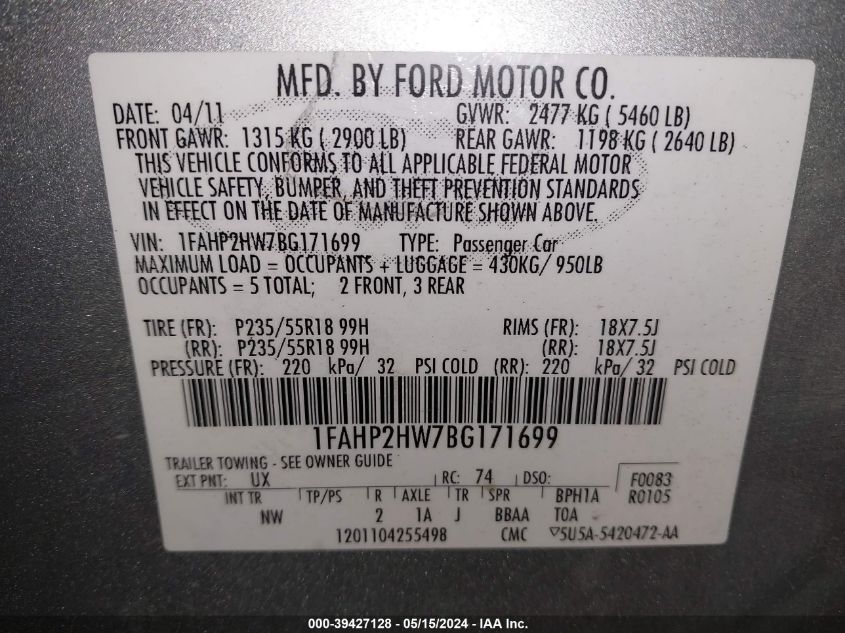 MFD. BY FORD MOTOR CO.
DATE: 04/11 GVWR: 2477 KG ( 5460 LB)
FRONT GAWR: 1315 KG ( 2900 LB) REAR GAWR: 1198 KG ( 2640 LB)
THIS VEHICLE CONFORMS TO ALL APPLICABLE FEDERAL MOTOR
VEHICLE SAFETY, BUMPER, AND THEFT PREVENTION STANDARDS
IN EFFECT ON THE DATE OF MANUFACTURE SHOWN ABOVE.
VIN: 1FAHP2HW7BG171699 TYPE: Passenger Car
MAXIMUM LOAD = OCCUPANTS + LUGGAGE = 430KG/ 950LB
OCCUPANTS = 5 TOTAL; 2 FRONT, 3 REAR
TIRE (FR): P235/55R18 99H RIMS (FR): 18X7.5J
(RR): P235/55R18 99H (RR): 18X7.5J
PRESSURE (FR): 220 kPa/ 32 PSI COLD (RR): 220 kPa/ 32 PSI COLD
1FAHP2HW7BG171699
TRAILER TOWING - SEE OWNER GUIDE
EXT PNT: UX RC: 74 DSO: F0083
INT TR TP/PS R AXLE TR SPR BPH1A R0105
NW 2 1A J BBAA TOA
1201104255498 CMC ▽5U5A-5420472-AA
000-39427128 - 05/15/2024 - IAA Inc.